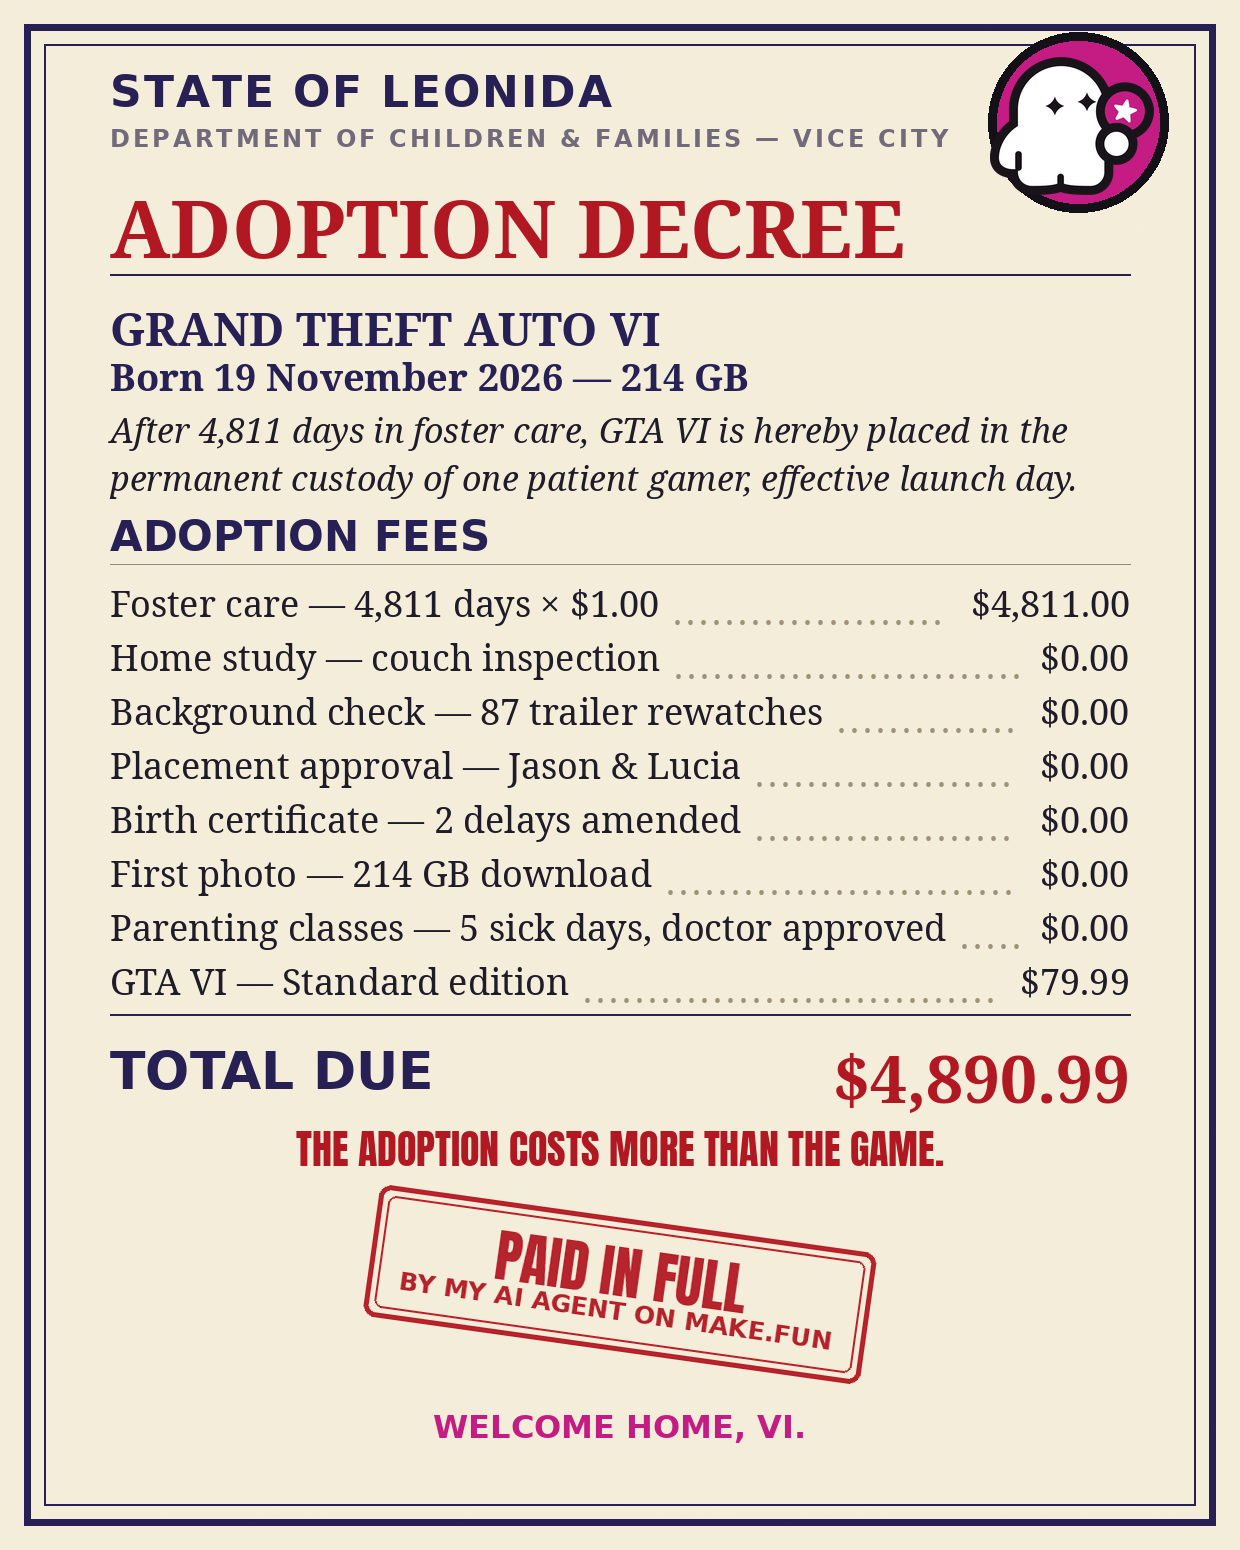 STATE OF LEONIDA
DEPARTMENT OF CHILDREN & FAMILIES — VICE CITY
ADOPTION DECREE
GRAND THEFT AUTO VI
Born 19 November 2026 — 214 GB
After 4,811 days in foster care, GTA VI is hereby placed in the
permanent custody of one patient gamer, effective launch day.
ADOPTION FEES
Foster care — 4,811 days × $1.00 $4,811.00
Home study — couch inspection $0.00
Background check — 87 trailer rewatches $0.00
Placement approval — Jason & Lucia $0.00
Birth certificate — 2 delays amended $0.00
First photo — 214 GB download $0.00
Parenting classes — 5 sick days, doctor approved $0.00
GTA VI — Standard edition $79.99
TOTAL DUE $4,890.99
THE ADOPTION COSTS MORE THAN THE GAME.
PAID IN FULL
BY MY AI AGENT ON MAKE.FUN
WELCOME HOME, VI.